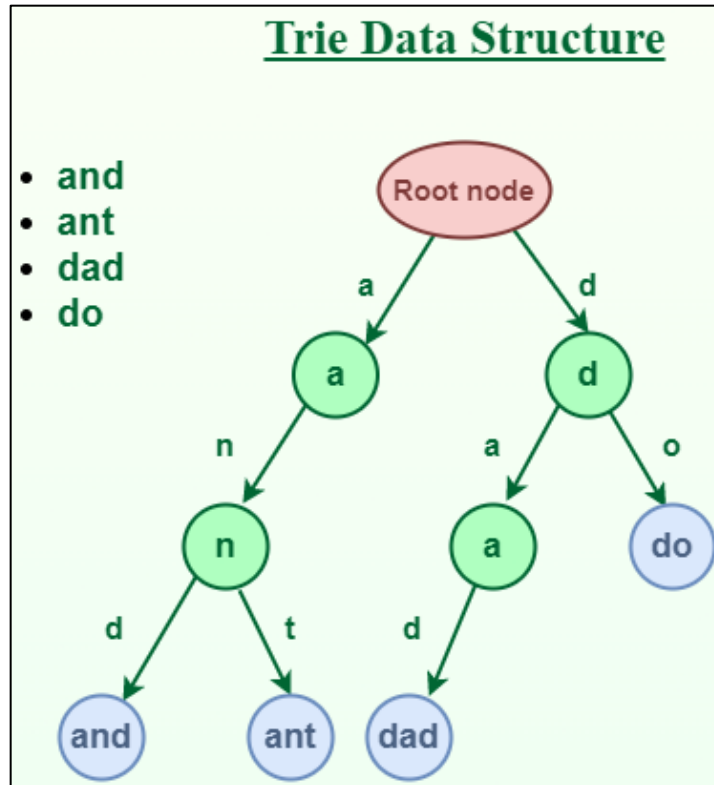 Trie Data Structure
Root node
• and
• ant
• dad
• do
a
d
a
d
n
a
o
n
a
do
d
t
d
and
ant
dad